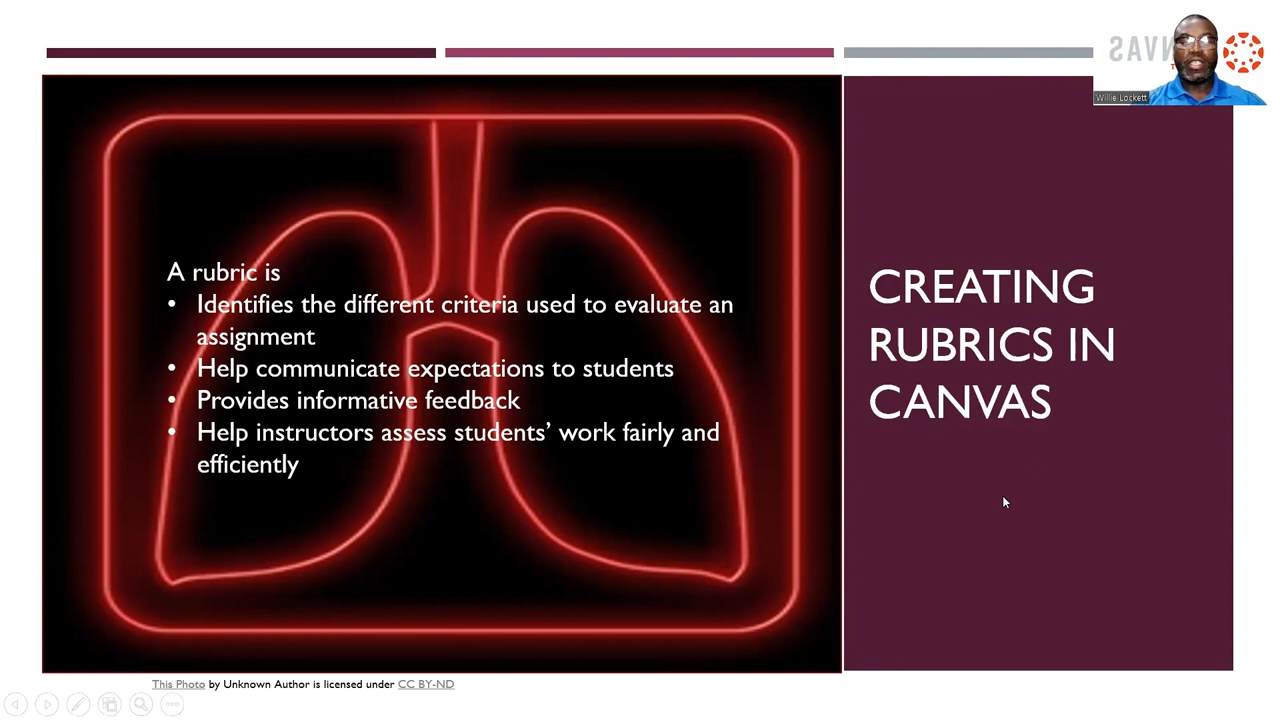 Willie Lockett
A rubric is
• Identifies the different criteria used to evaluate an
assignment
• Help communicate expectations to students
• Provides informative feedback
• Help instructors assess students’ work fairly and
efficiently
CREATING
RUBRICS IN
CANVAS
This Photo by Unknown Author is licensed under CC BY-ND